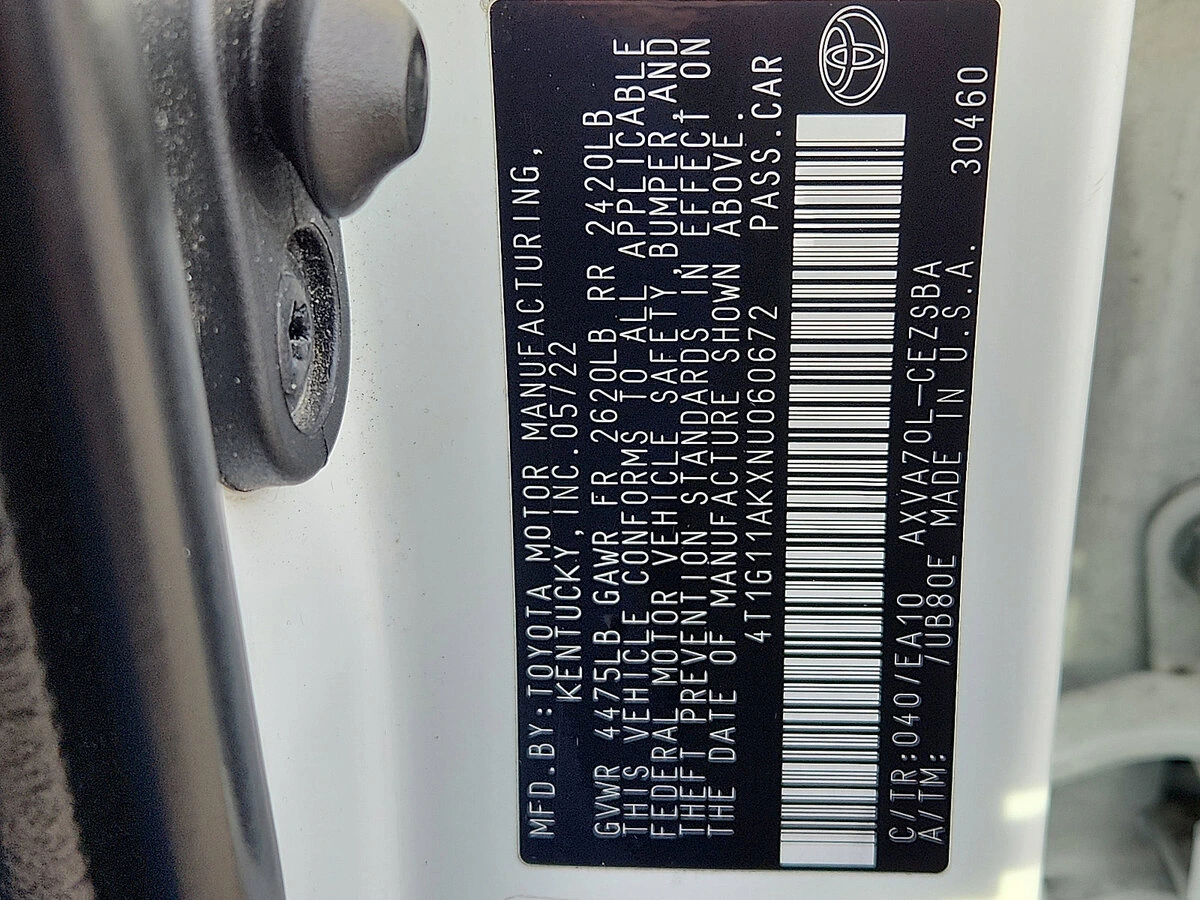 MFD.BY:TOYOTA MOTOR MANUFACTURING,
KENTUCKY,INC.05/22
GVWR 4475LB GAWR FR 2620LB RR 2420LB
THIS VEHICLE CONFORMS TO ALL APPLICABLE
FEDERAL MOTOR VEHICLE SAFETY,BUMPER,AND
THEFT PREVENTION STANDARDS IN EFFECT ON
THE DATE OF MANUFACTURE SHOWN ABOVE.
4T1G11AKXNU060672 PASS.CAR
C/TR:040/EA10 AXVA70L-CEZSBA
A/TM: /UB80E MADE IN U.S.A. 30460